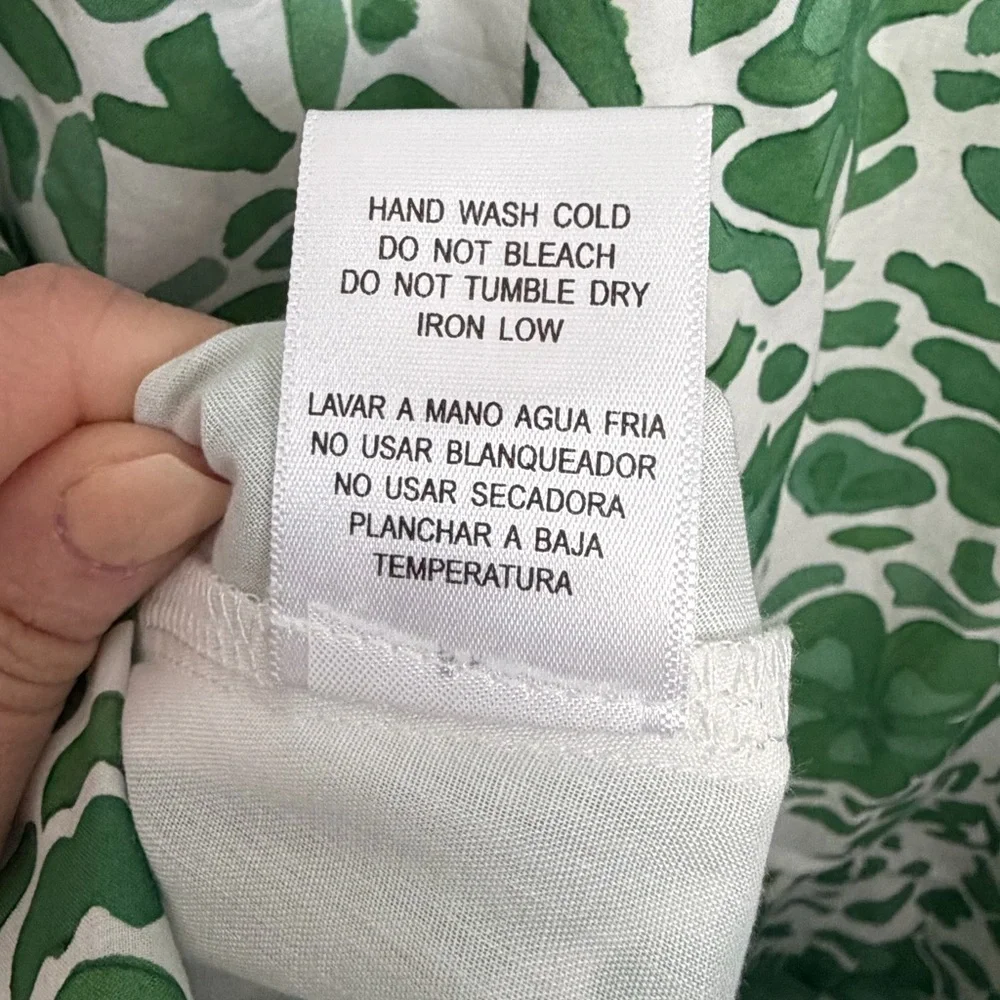 HAND WASH COLD
DO NOT BLEACH
DO NOT TUMBLE DRY
IRON LOW
LAVAR A MANO AGUA FRIA
NO USAR BLANQUEADOR
NO USAR SECADORA
PLANCHAR A BAJA
TEMPERATURA